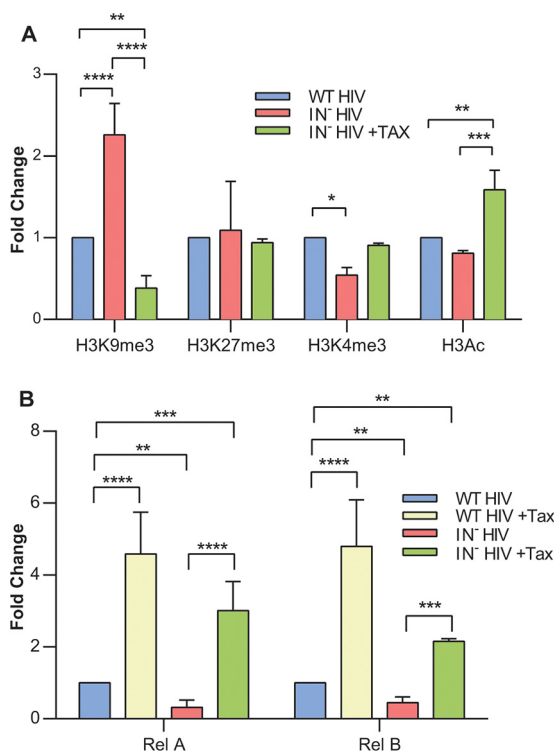 A
**
****
****
3
2
1
0
Fold Change
WT HIV
IN⁻ HIV
IN⁻ HIV +TAX
*
**
***
H3K9me3 H3K27me3 H3K4me3 H3Ac
B
***
**
****
****
**
**
****
***
8
6
4
2
0
Fold Change
WT HIV
WT HIV +Tax
IN⁻ HIV
IN⁻ HIV +Tax
Rel A Rel B